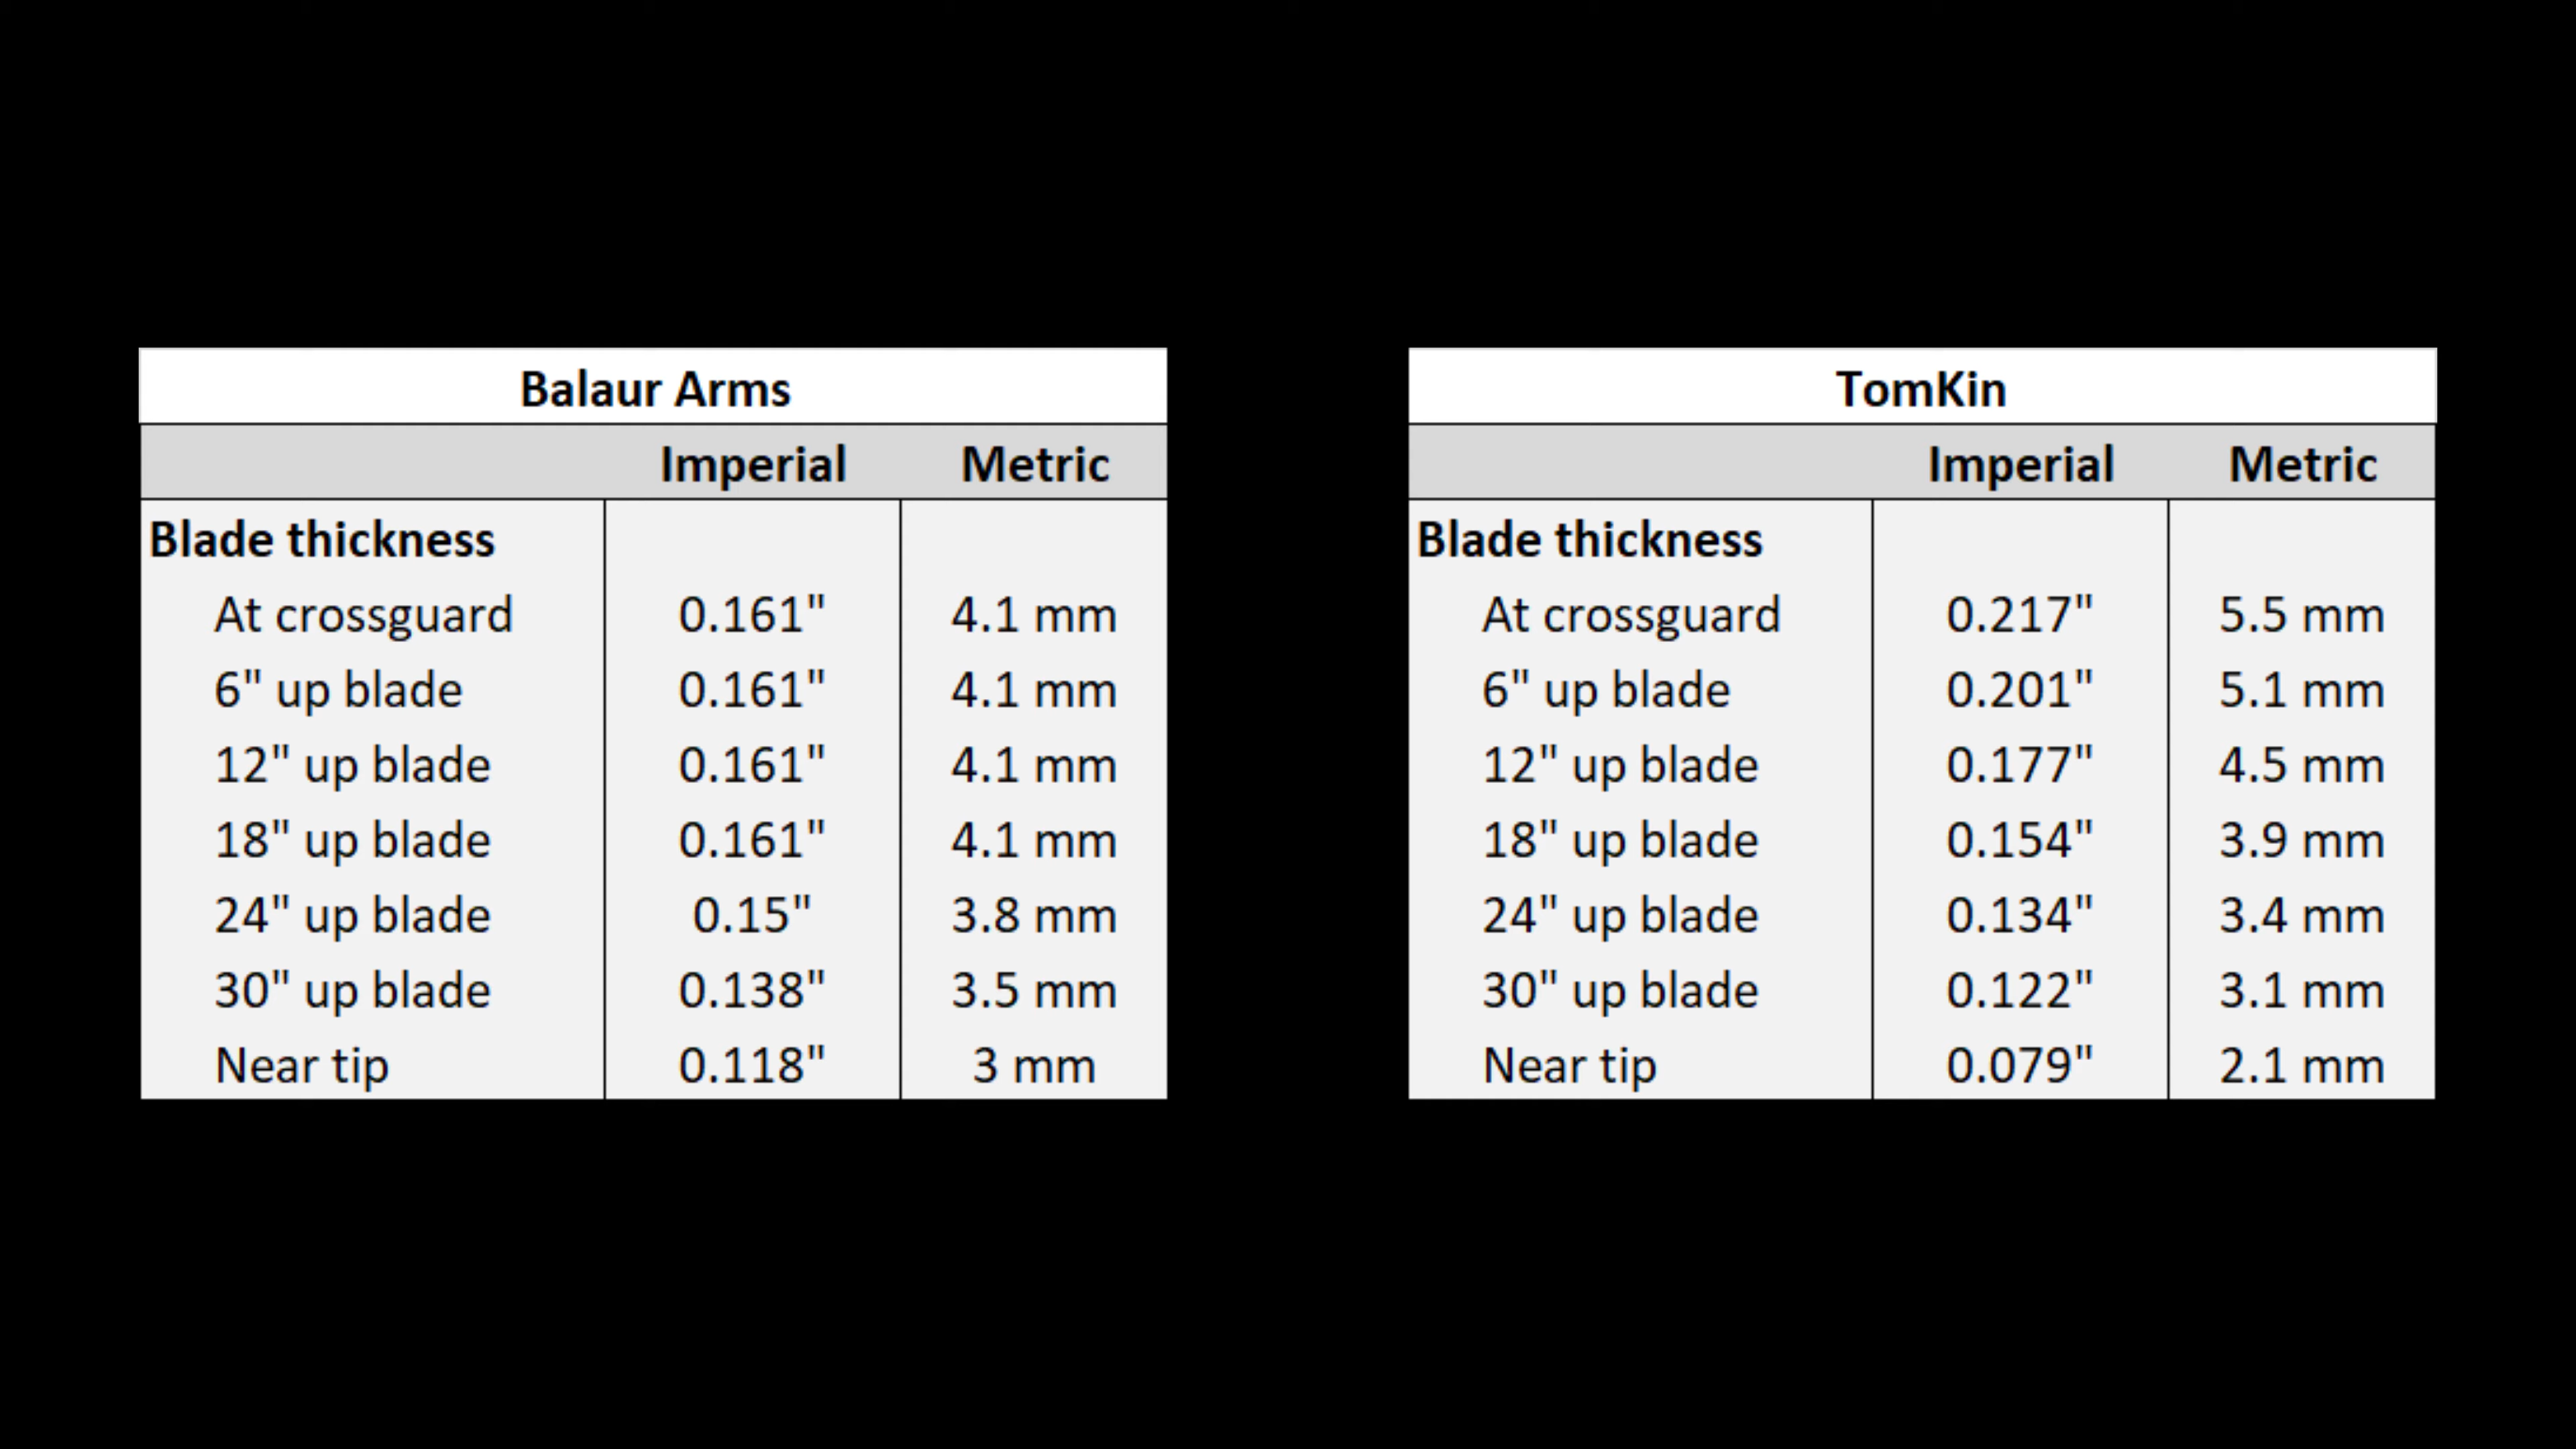 Balaur Arms
Imperial Metric
Blade thickness
At crossguard 0.161" 4.1 mm
6" up blade 0.161" 4.1 mm
12" up blade 0.161" 4.1 mm
18" up blade 0.161" 4.1 mm
24" up blade 0.15" 3.8 mm
30" up blade 0.138" 3.5 mm
Near tip 0.118" 3 mm
TomKin
Imperial Metric
Blade thickness
At crossguard 0.217" 5.5 mm
6" up blade 0.201" 5.1 mm
12" up blade 0.177" 4.5 mm
18" up blade 0.154" 3.9 mm
24" up blade 0.134" 3.4 mm
30" up blade 0.122" 3.1 mm
Near tip 0.079" 2.1 mm